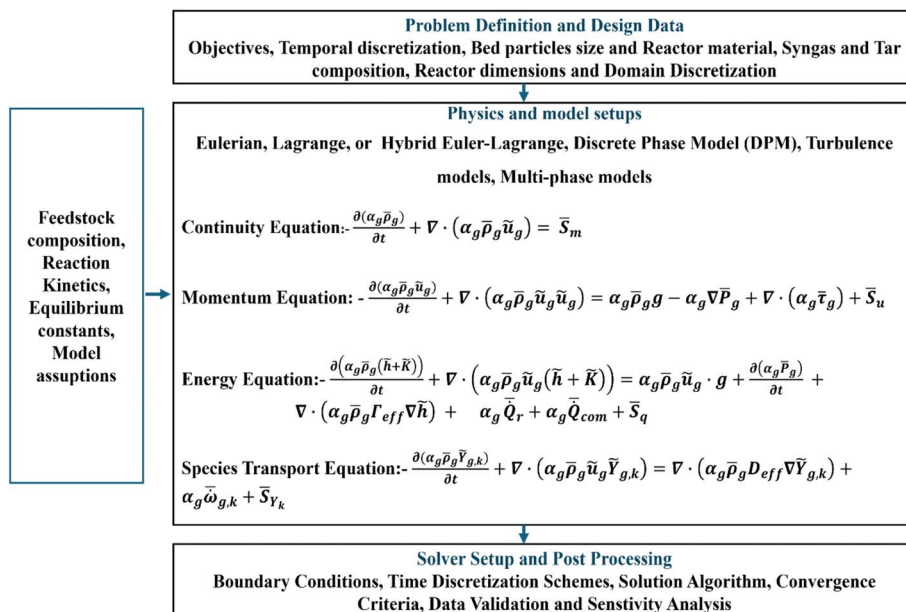 Problem Definition and Design Data
Objectives, Temporal discretization, Bed particles size and Reactor material, Syngas and Tar
composition, Reactor dimensions and Domain Discretization
Feedstock
composition,
Reaction
Kinetics,
Equilibrium
constants,
Model
assuptions
Physics and model setups
Eulerian, Lagrange, or Hybrid Euler-Lagrange, Discrete Phase Model (DPM), Turbulence
models, Multi-phase models
Continuity Equation:- ∂(α_g ρ̅_g)/∂t + ∇ · (α_g ρ̅_g ũ_g) = S̅_m
Momentum Equation: - ∂(α_g ρ̅_g ũ_g)/∂t + ∇ · (α_g ρ̅_g ũ_g ũ_g) = α_g ρ̅_g g − α_g ∇P̅_g + ∇ · (α_g τ̅_g) + S̅_u
Energy Equation:- ∂(α_g ρ̅_g (h̃+K̃))/∂t + ∇ · (α_g ρ̅_g ũ_g (h̃ + K̃)) = α_g ρ̅_g ũ_g · g + ∂(α_g P̅_g)/∂t +
∇ · (α_g ρ̅_g Γ_eff ∇h̃) + α_g Q̇̅_r + α_g Q̇̅_com + S̅_q
Species Transport Equation:- ∂(α_g ρ̅_g Ỹ_g,k)/∂t + ∇ · (α_g ρ̅_g ũ_g Ỹ_g,k) = ∇ · (α_g ρ̅_g D_eff ∇Ỹ_g,k) +
α_g ω̇̅_g,k + S̅_Y_k
Solver Setup and Post Processing
Boundary Conditions, Time Discretization Schemes, Solution Algorithm, Convergence
Criteria, Data Validation and Senstivity Analysis